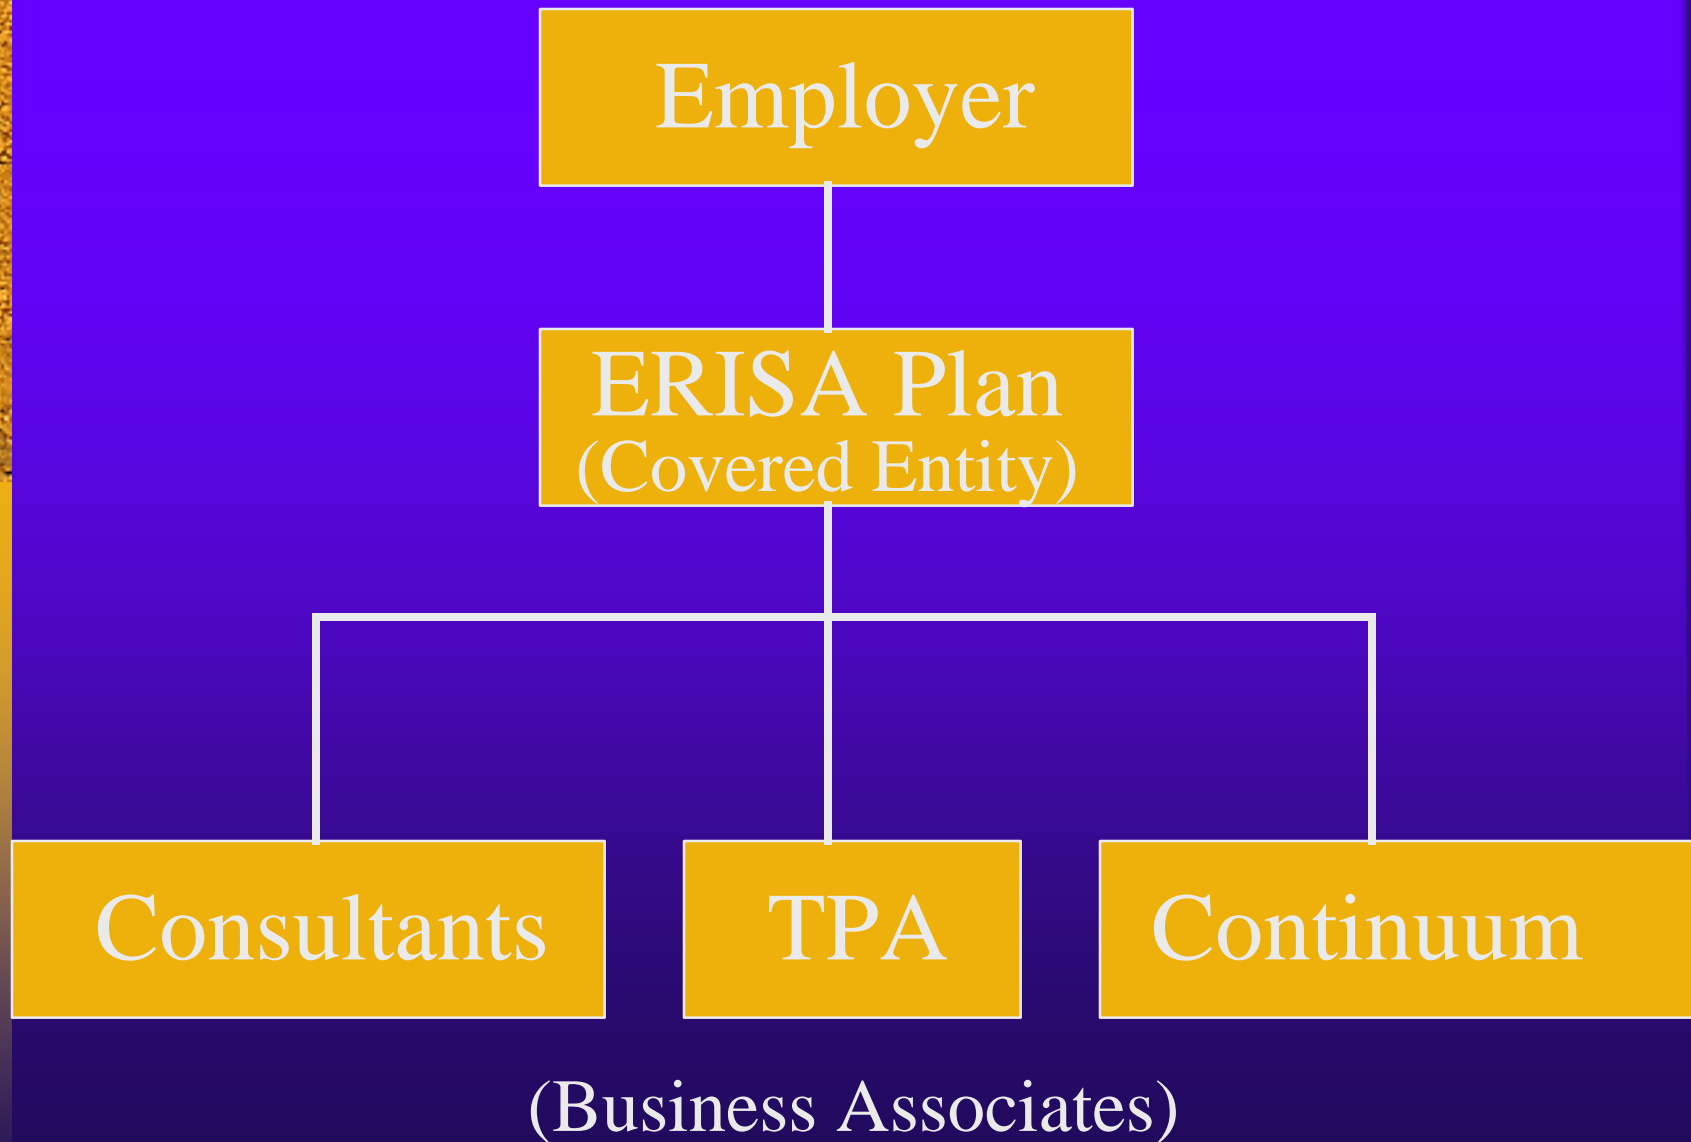 Employer
ERISA Plan
(Covered Entity)
Consultants
TPA
Continuum
(Business Associates)